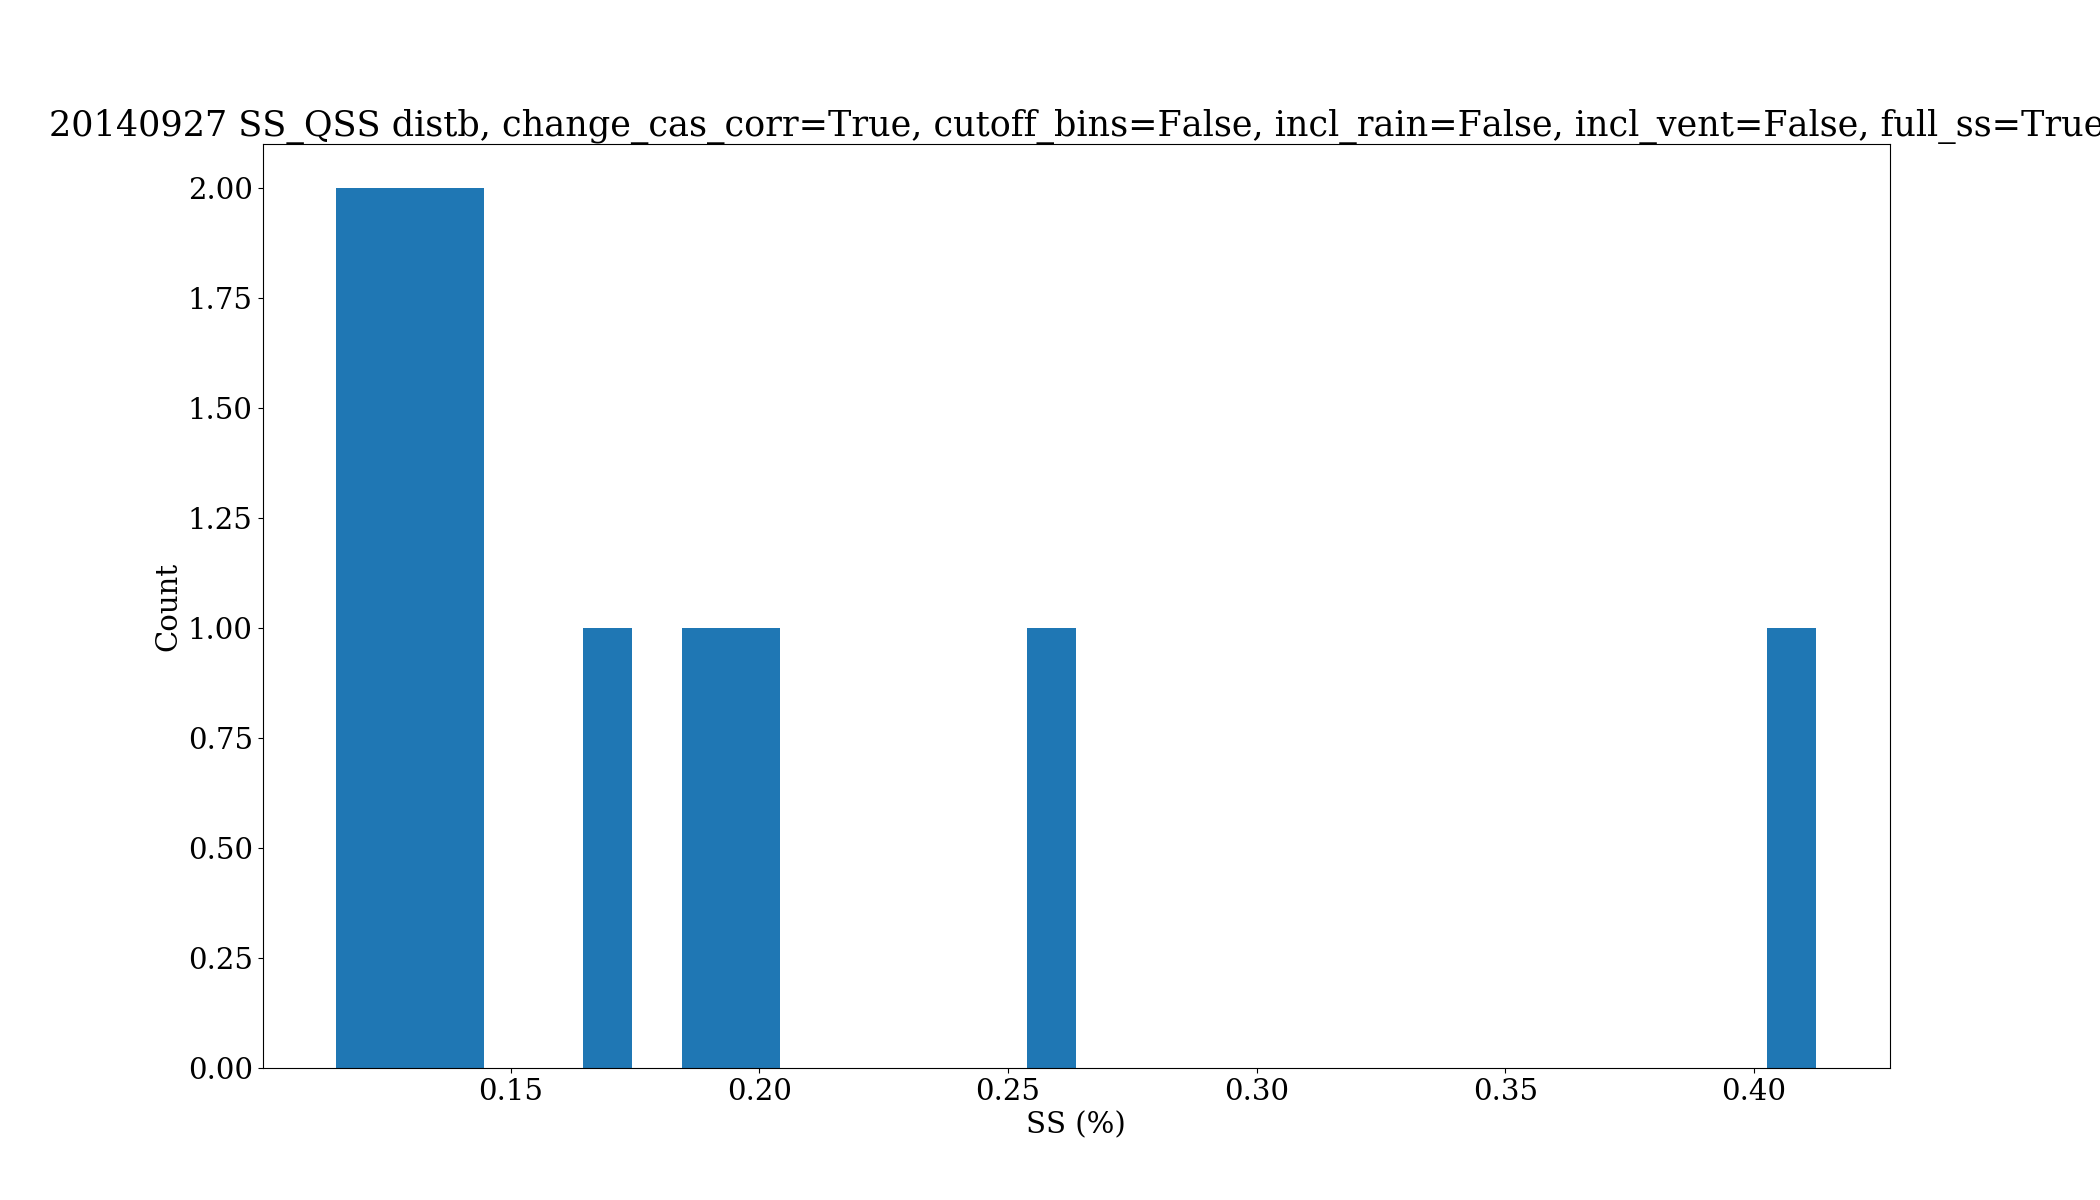 20140927 SS_QSS distb, change_cas_corr=True, cutoff_bins=False, incl_rain=False, incl_vent=False, full_ss=True
2.00
1.75
1.50
1.25
1.00
0.75
0.50
0.25
0.00
Count
0.15 0.20 0.25 0.30 0.35 0.40
SS (%)